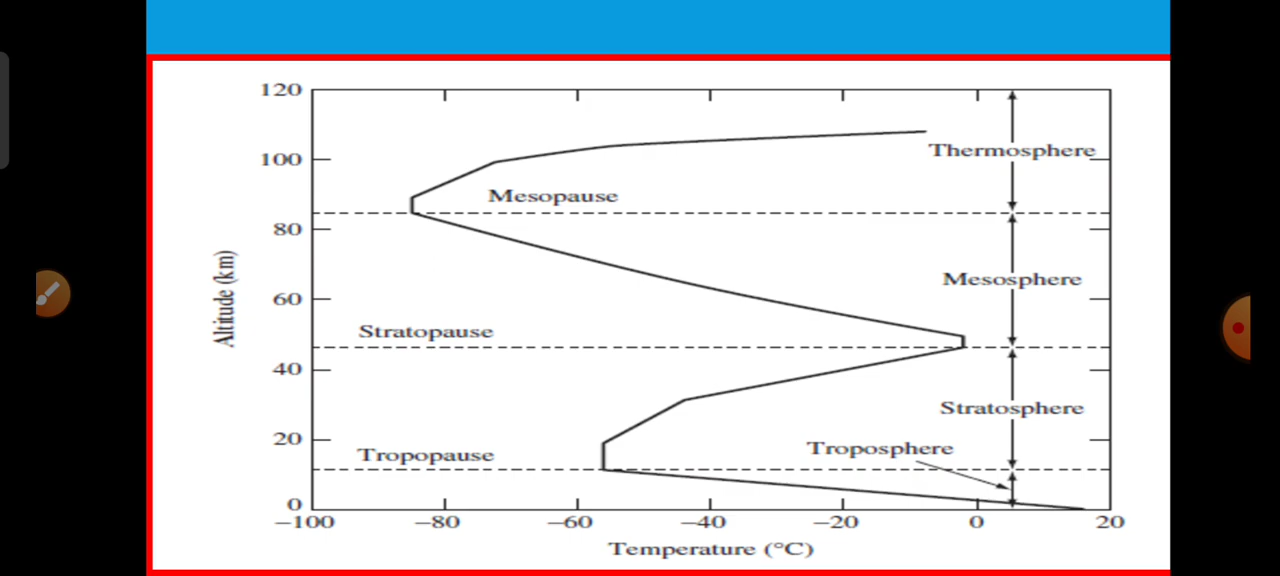 120
Thermosphere
100
Mesopause
80
Mesosphere
60
Stratopause
40
Stratosphere
Troposphere
20
Tropopause
0
−100 −80 −60 −40 −20 0 20
Temperature (°C)
Altitude (km)